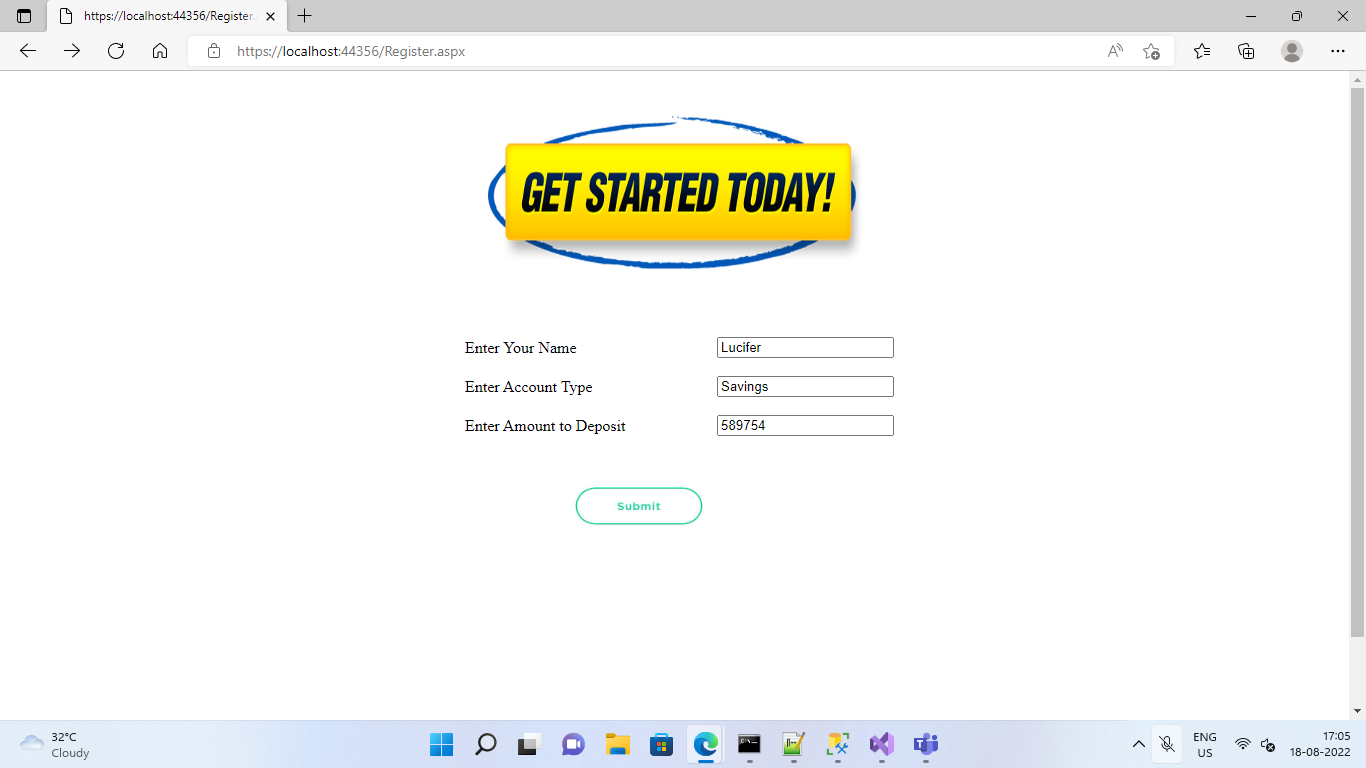 https://localhost:44356/Register.
https://localhost:44356/Register.aspx
GET STARTED TODAY!
Enter Your Name Lucifer
Enter Account Type Savings
Enter Amount to Deposit 589754
Submit
32°C
Cloudy
ENG
US
17:05
18-08-2022